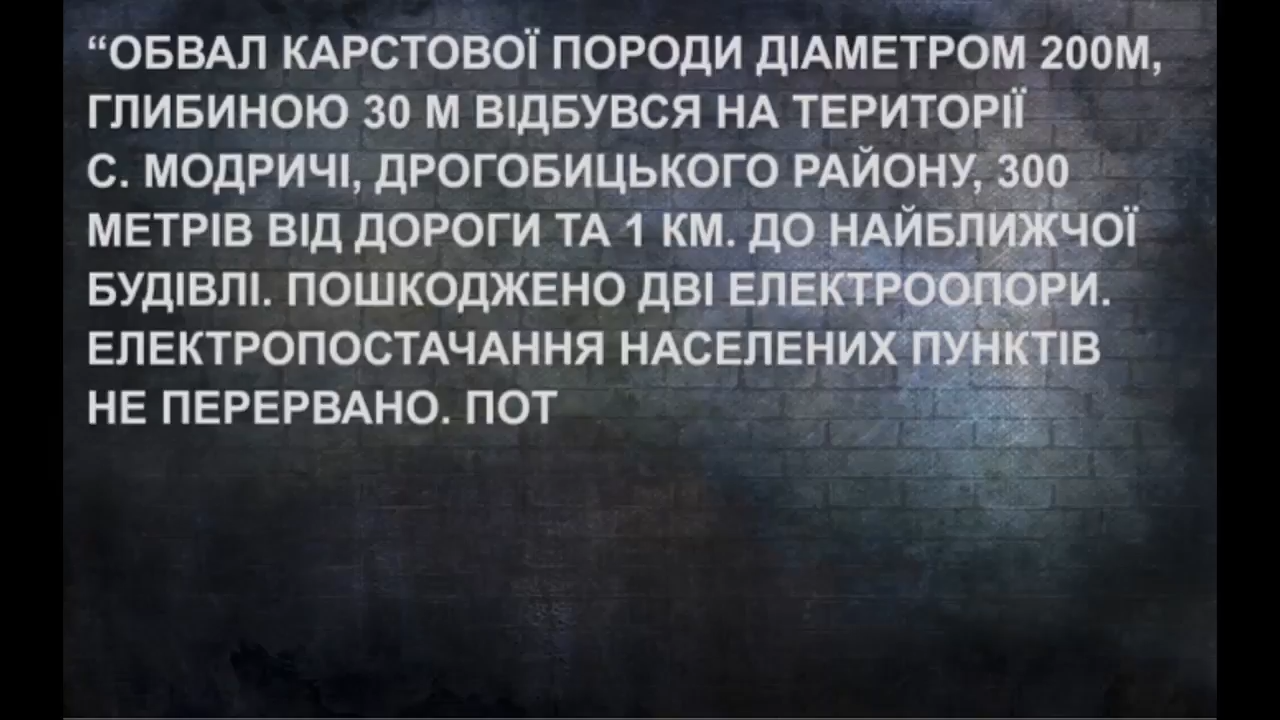 “ОБВАЛ КАРСТОВОЇ ПОРОДИ ДІАМЕТРОМ 200М,
ГЛИБИНОЮ 30 М ВІДБУВСЯ НА ТЕРИТОРІЇ
С. МОДРИЧІ, ДРОГОБИЦЬКОГО РАЙОНУ, 300
МЕТРІВ ВІД ДОРОГИ ТА 1 КМ. ДО НАЙБЛИЖЧОЇ
БУДІВЛІ. ПОШКОДЖЕНО ДВІ ЕЛЕКТРООПОРИ.
ЕЛЕКТРОПОСТАЧАННЯ НАСЕЛЕНИХ ПУНКТІВ
НЕ ПЕРЕРВАНО. ПОТ